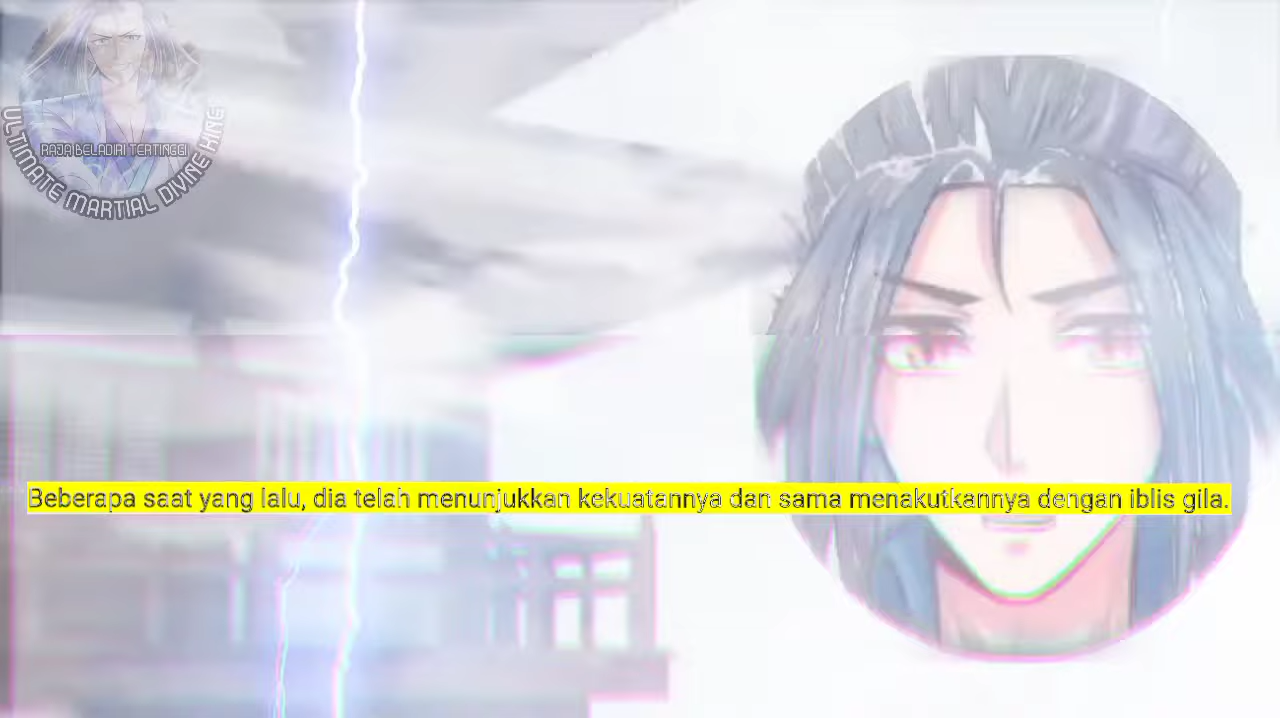 RAJA BELADIRI TERTINGGI
ULTIMATE MARTIAL DIVINE KING
Beberapa saat yang lalu, dia telah menunjukkan kekuatannya dan sama menakutkannya dengan iblis gila.